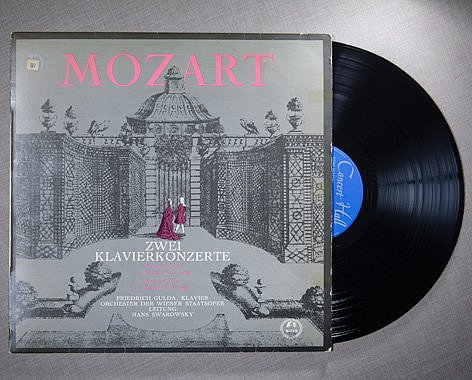 MOZART
ZWEI
KLAVIERKONZERTE
FRIEDRICH GULDA, KLAVIER
ORCHESTER DER WIENER STAATSOPER
LEITUNG:
HANS SWAROWSKY
Concert Hall